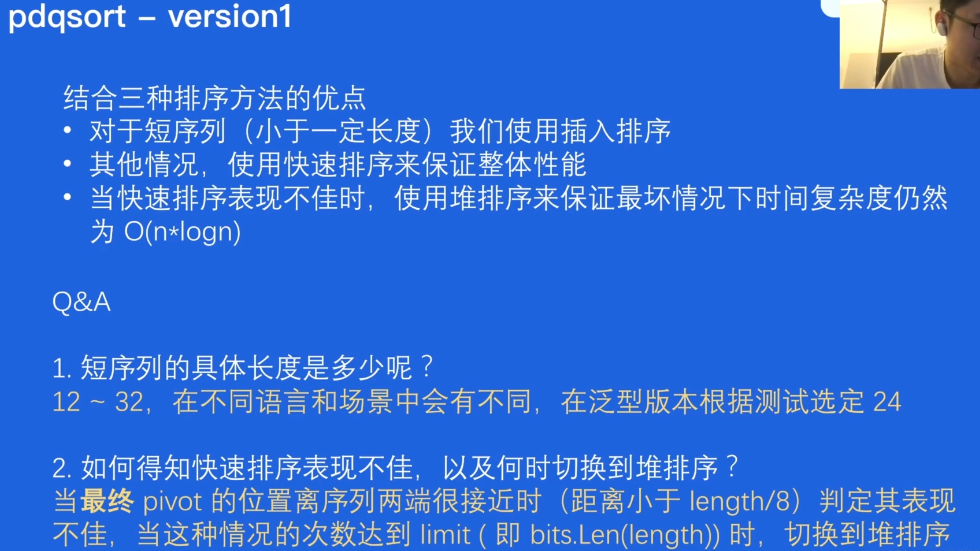 pdqsort – version1
结合三种排序方法的优点
• 对于短序列（小于一定长度）我们使用插入排序
• 其他情况，使用快速排序来保证整体性能
• 当快速排序表现不佳时，使用堆排序来保证最坏情况下时间复杂度仍然
为 O(n*logn)
Q&A
1. 短序列的具体长度是多少呢？
12 ~ 32，在不同语言和场景中会有不同，在泛型版本根据测试选定 24
2. 如何得知快速排序表现不佳，以及何时切换到堆排序？
当最终 pivot 的位置离序列两端很接近时（距离小于 length/8）判定其表现
不佳，当这种情况的次数达到 limit ( 即 bits.Len(length)) 时，切换到堆排序